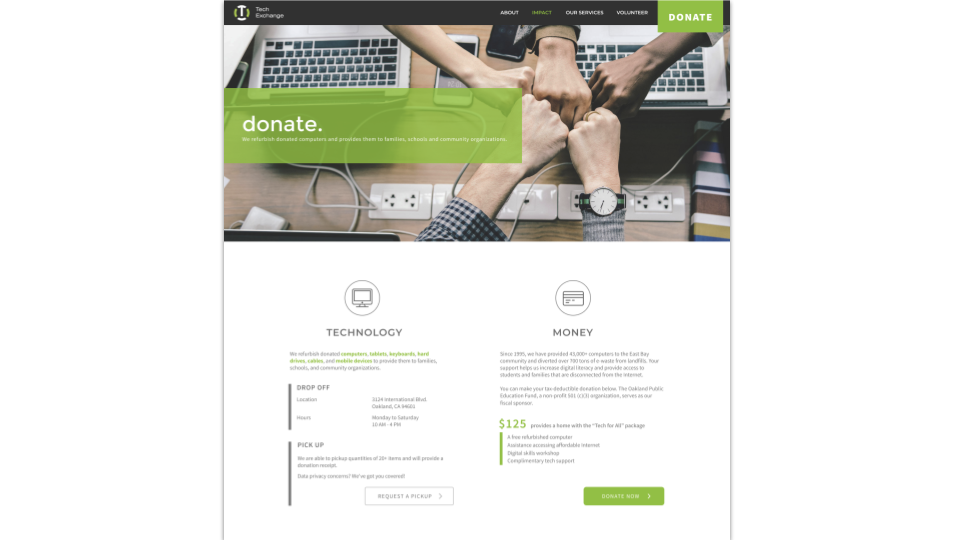 Tech
Exchange
ABOUT
IMPACT
OUR SERVICES
VOLUNTEER
DONATE
donate.
We refurbish donated computers and provides them to families, schools and community organizations.
TECHNOLOGY
We refurbish donated computers, tablets, keyboards, hard
drives, cables, and mobile devices to provide them to families,
schools, and community organizations.
DROP OFF
Location
3124 International Blvd.
Oakland, CA 94601
Hours
Monday to Saturday
10 AM - 4 PM
PICK UP
We are able to pickup quantities of 20+ items and will provide a
donation receipt.
Data privacy concerns? We've got you covered!
REQUEST A PICKUP
MONEY
Since 1995, we have provided 43,000+ computers to the East Bay
community and diverted over 700 tons of e-waste from landfills. Your
support helps us increase digital literacy and provide access to
students and families that are disconnected from the internet.
You can make your tax-deductible donation below. The Oakland Public
Education Fund, a non-profit 501 (c)(3) organization, serves as our
fiscal sponsor.
$125 provides a home with the "Tech for All" package
A free refurbished computer
Assistance accessing affordable internet
Digital skills workshop
Complimentary tech support
DONATE NOW